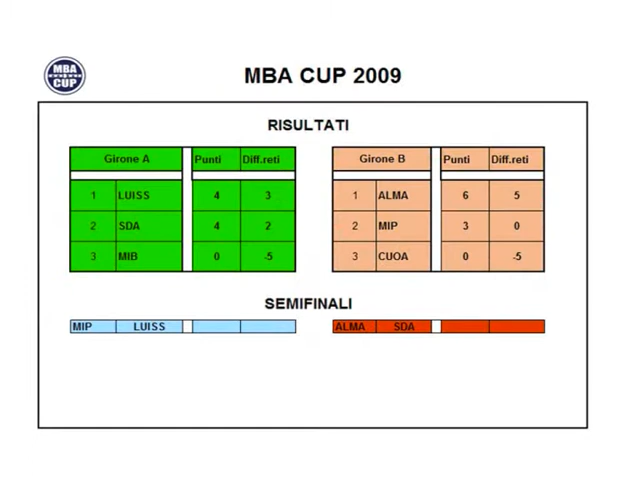 MBA
CUP
MBA CUP 2009
RISULTATI
Girone A Punti Diff.reti
1 LUISS 4 3
2 SDA 4 2
3 MIB 0 -5
Girone B Punti Diff.reti
1 ALMA 6 5
2 MIP 3 0
3 CUOA 0 -5
SEMIFINALI
MIP LUISS
ALMA SDA